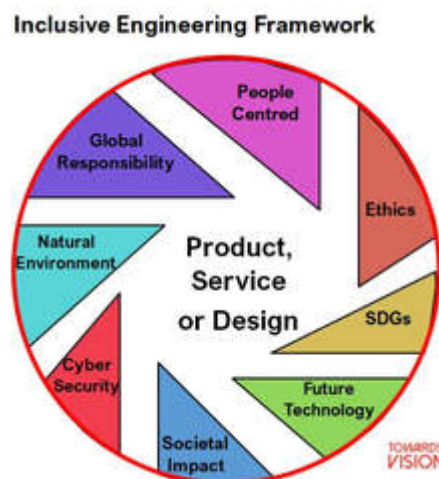 Inclusive Engineering Framework
People
Centred
Global
Responsibility
Ethics
Natural
Environment
Product,
Service
or Design
SDGs
Cyber
Security
Future
Technology
Societal
Impact
TOWARDS
VISION